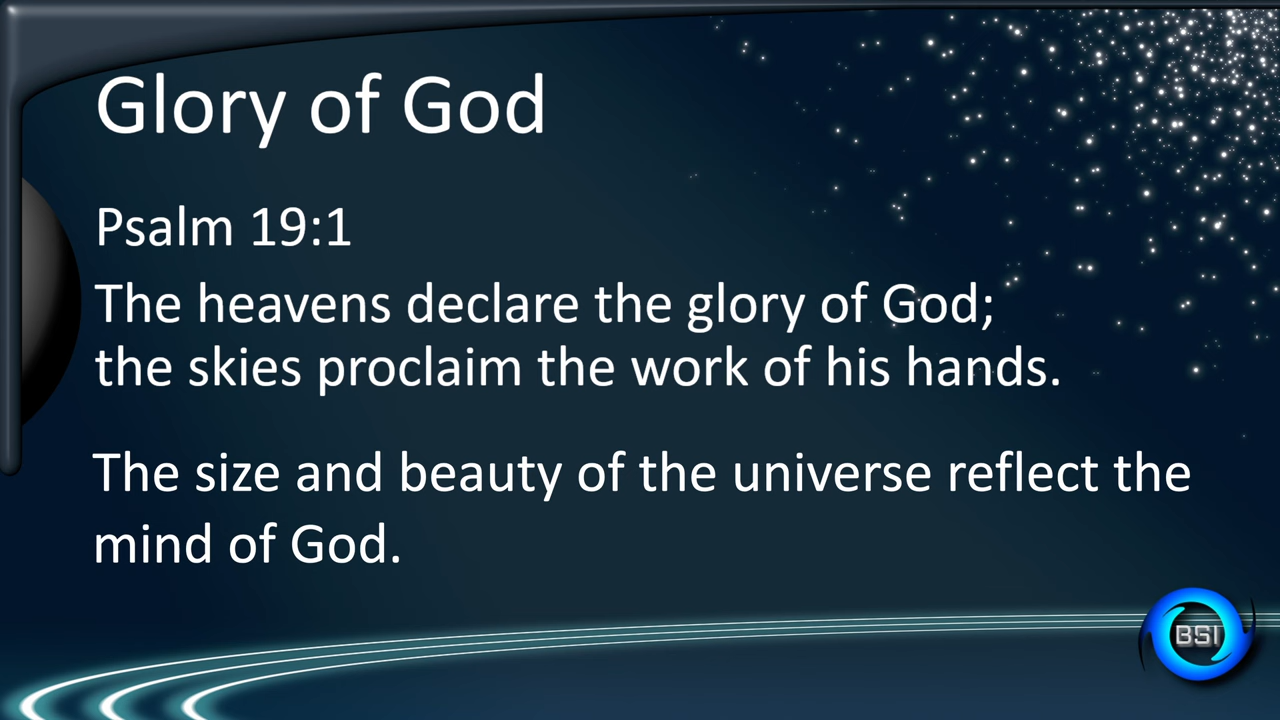 Glory of God
Psalm 19:1
The heavens declare the glory of God;
the skies proclaim the work of his hands.
The size and beauty of the universe reflect the
mind of God.
BSI